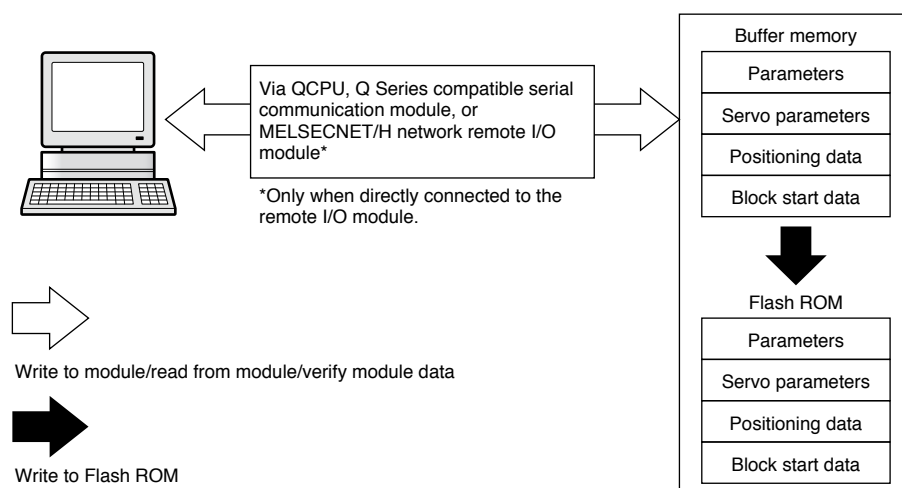 Via QCPU, Q Series compatible serial
communication module, or
MELSECNET/H network remote I/O
module*
*Only when directly connected to the
remote I/O module.
Buffer memory
Parameters
Servo parameters
Positioning data
Block start data
Flash ROM
Parameters
Servo parameters
Positioning data
Block start data
Write to module/read from module/verify module data
Write to Flash ROM